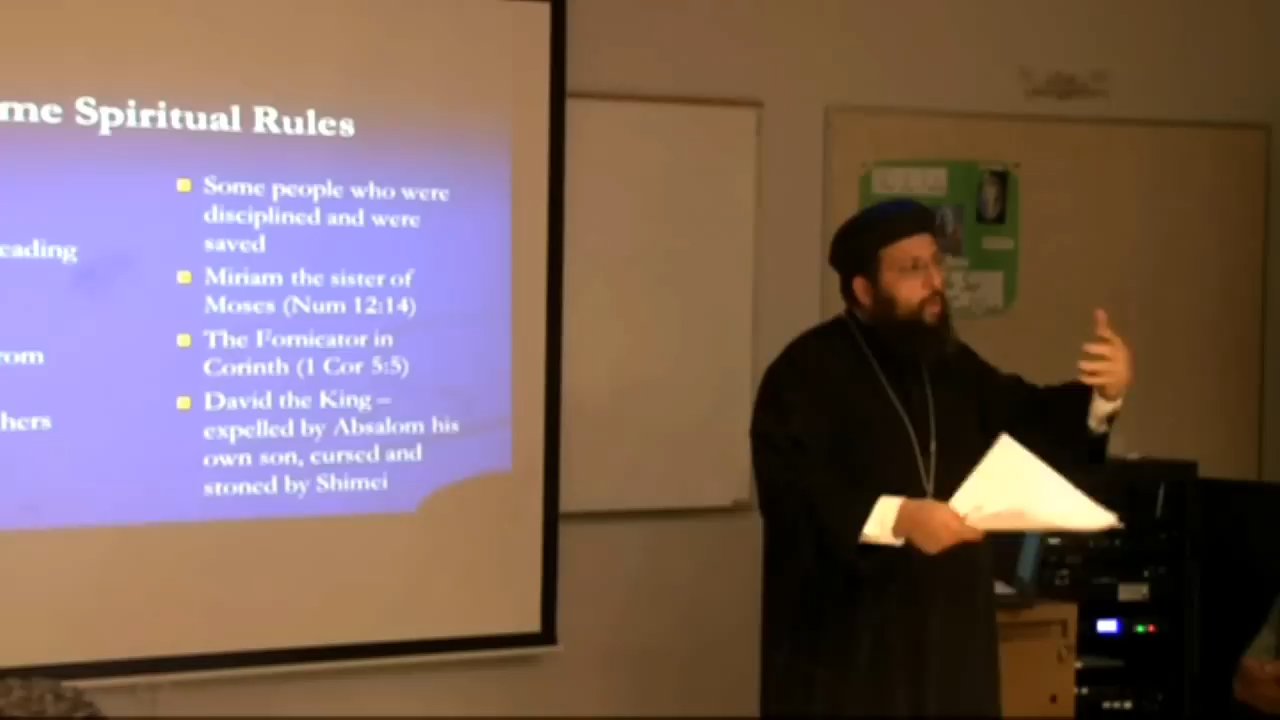 me Spiritual Rules
eading
rom
hers
Some people who were
disciplined and were
saved
Miriam the sister of
Moses (Num 12:14)
The Fornicator in
Corinth (1 Cor 5:5)
David the King –
expelled by Absalom his
own son, cursed and
stoned by Shimei